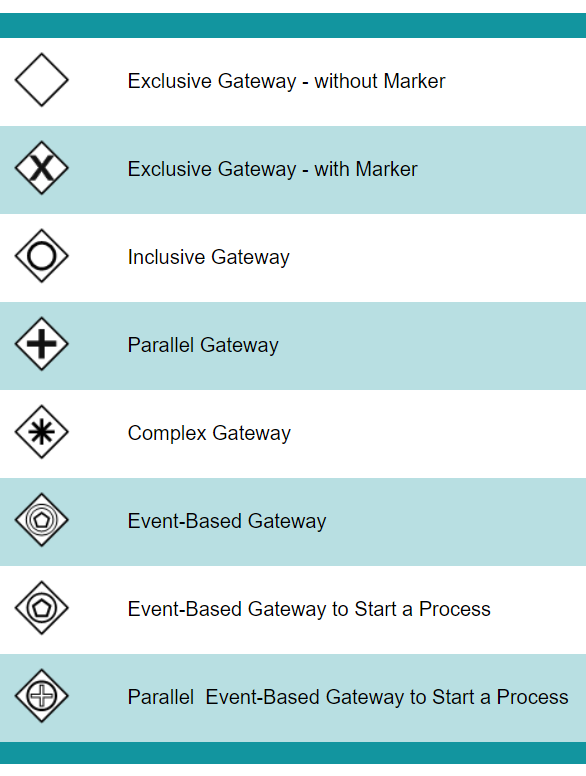 Exclusive Gateway - without Marker
Exclusive Gateway - with Marker
Inclusive Gateway
Parallel Gateway
Complex Gateway
Event-Based Gateway
Event-Based Gateway to Start a Process
Parallel  Event-Based Gateway to Start a Process